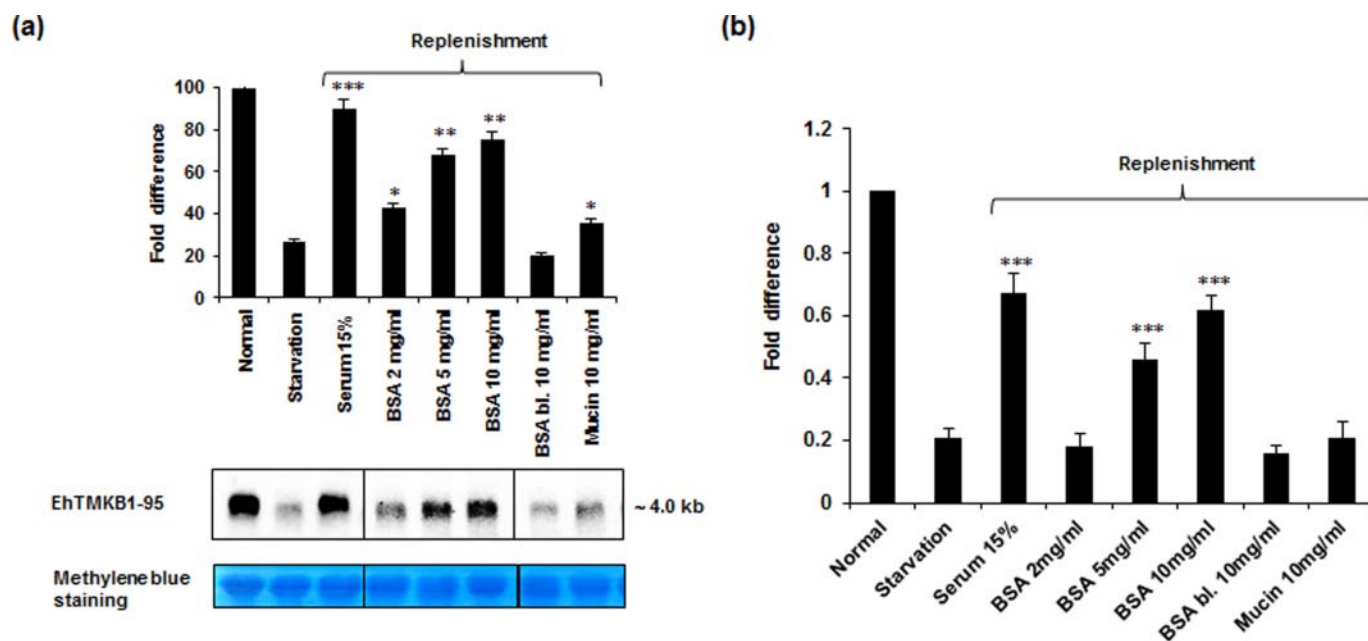 (a)
Replenishment
Fold difference
100
80
60
40
20
0
***
*
**
**
*
Normal
Starvation
Serum 15%
BSA 2 mg/ml
BSA 5 mg/ml
BSA 10 mg/ml
BSA bl. 10 mg/ml
Mucin 10 mg/ml
EhTMKB1-95
~ 4.0 kb
Methylene blue
staining
(b)
Replenishment
Fold difference
1.2
1
0.8
0.6
0.4
0.2
0
***
***
***
Normal
Starvation
Serum 15%
BSA 2mg/ml
BSA 5mg/ml
BSA 10mg/ml
BSA bl. 10mg/ml
Mucin 10mg/ml